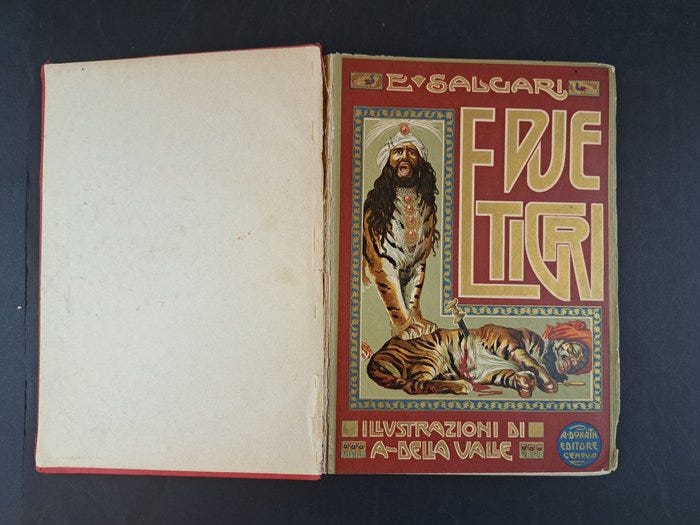 E·SALGARI
LE DUE
TIGRI
ILLUSTRAZIONI DI
A·DELLA VALLE
A·DONATH
EDITORE
GENOVA